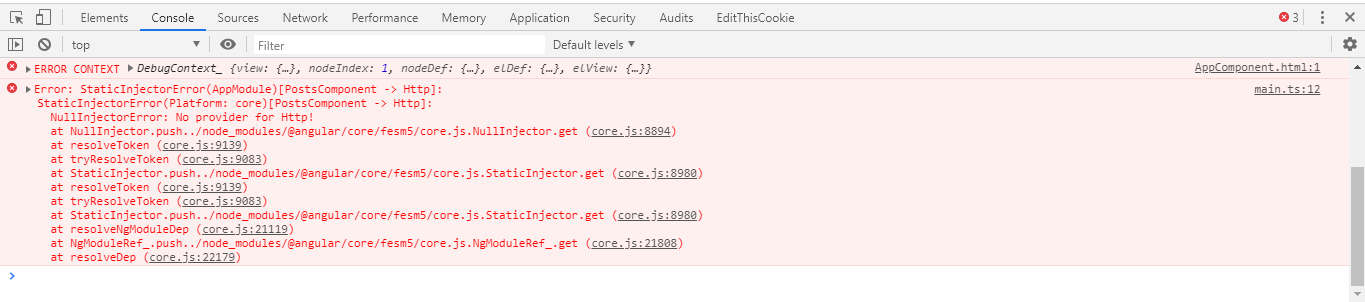 Elements Console Sources Network Performance Memory Application Security Audits EditThisCookie 3
top Filter Default levels
ERROR CONTEXT DebugContext_ {view: {…}, nodeIndex: 1, nodeDef: {…}, elDef: {…}, elView: {…}} AppComponent.html:1
Error: StaticInjectorError(AppModule)[PostsComponent -> Http]: main.ts:12
StaticInjectorError(Platform: core)[PostsComponent -> Http]:
NullInjectorError: No provider for Http!
at NullInjector.push../node_modules/@angular/core/fesm5/core.js.NullInjector.get (core.js:8894)
at resolveToken (core.js:9139)
at tryResolveToken (core.js:9083)
at StaticInjector.push../node_modules/@angular/core/fesm5/core.js.StaticInjector.get (core.js:8980)
at resolveToken (core.js:9139)
at tryResolveToken (core.js:9083)
at StaticInjector.push../node_modules/@angular/core/fesm5/core.js.StaticInjector.get (core.js:8980)
at resolveNgModuleDep (core.js:21119)
at NgModuleRef_.push../node_modules/@angular/core/fesm5/core.js.NgModuleRef_.get (core.js:21808)
at resolveDep (core.js:22179)